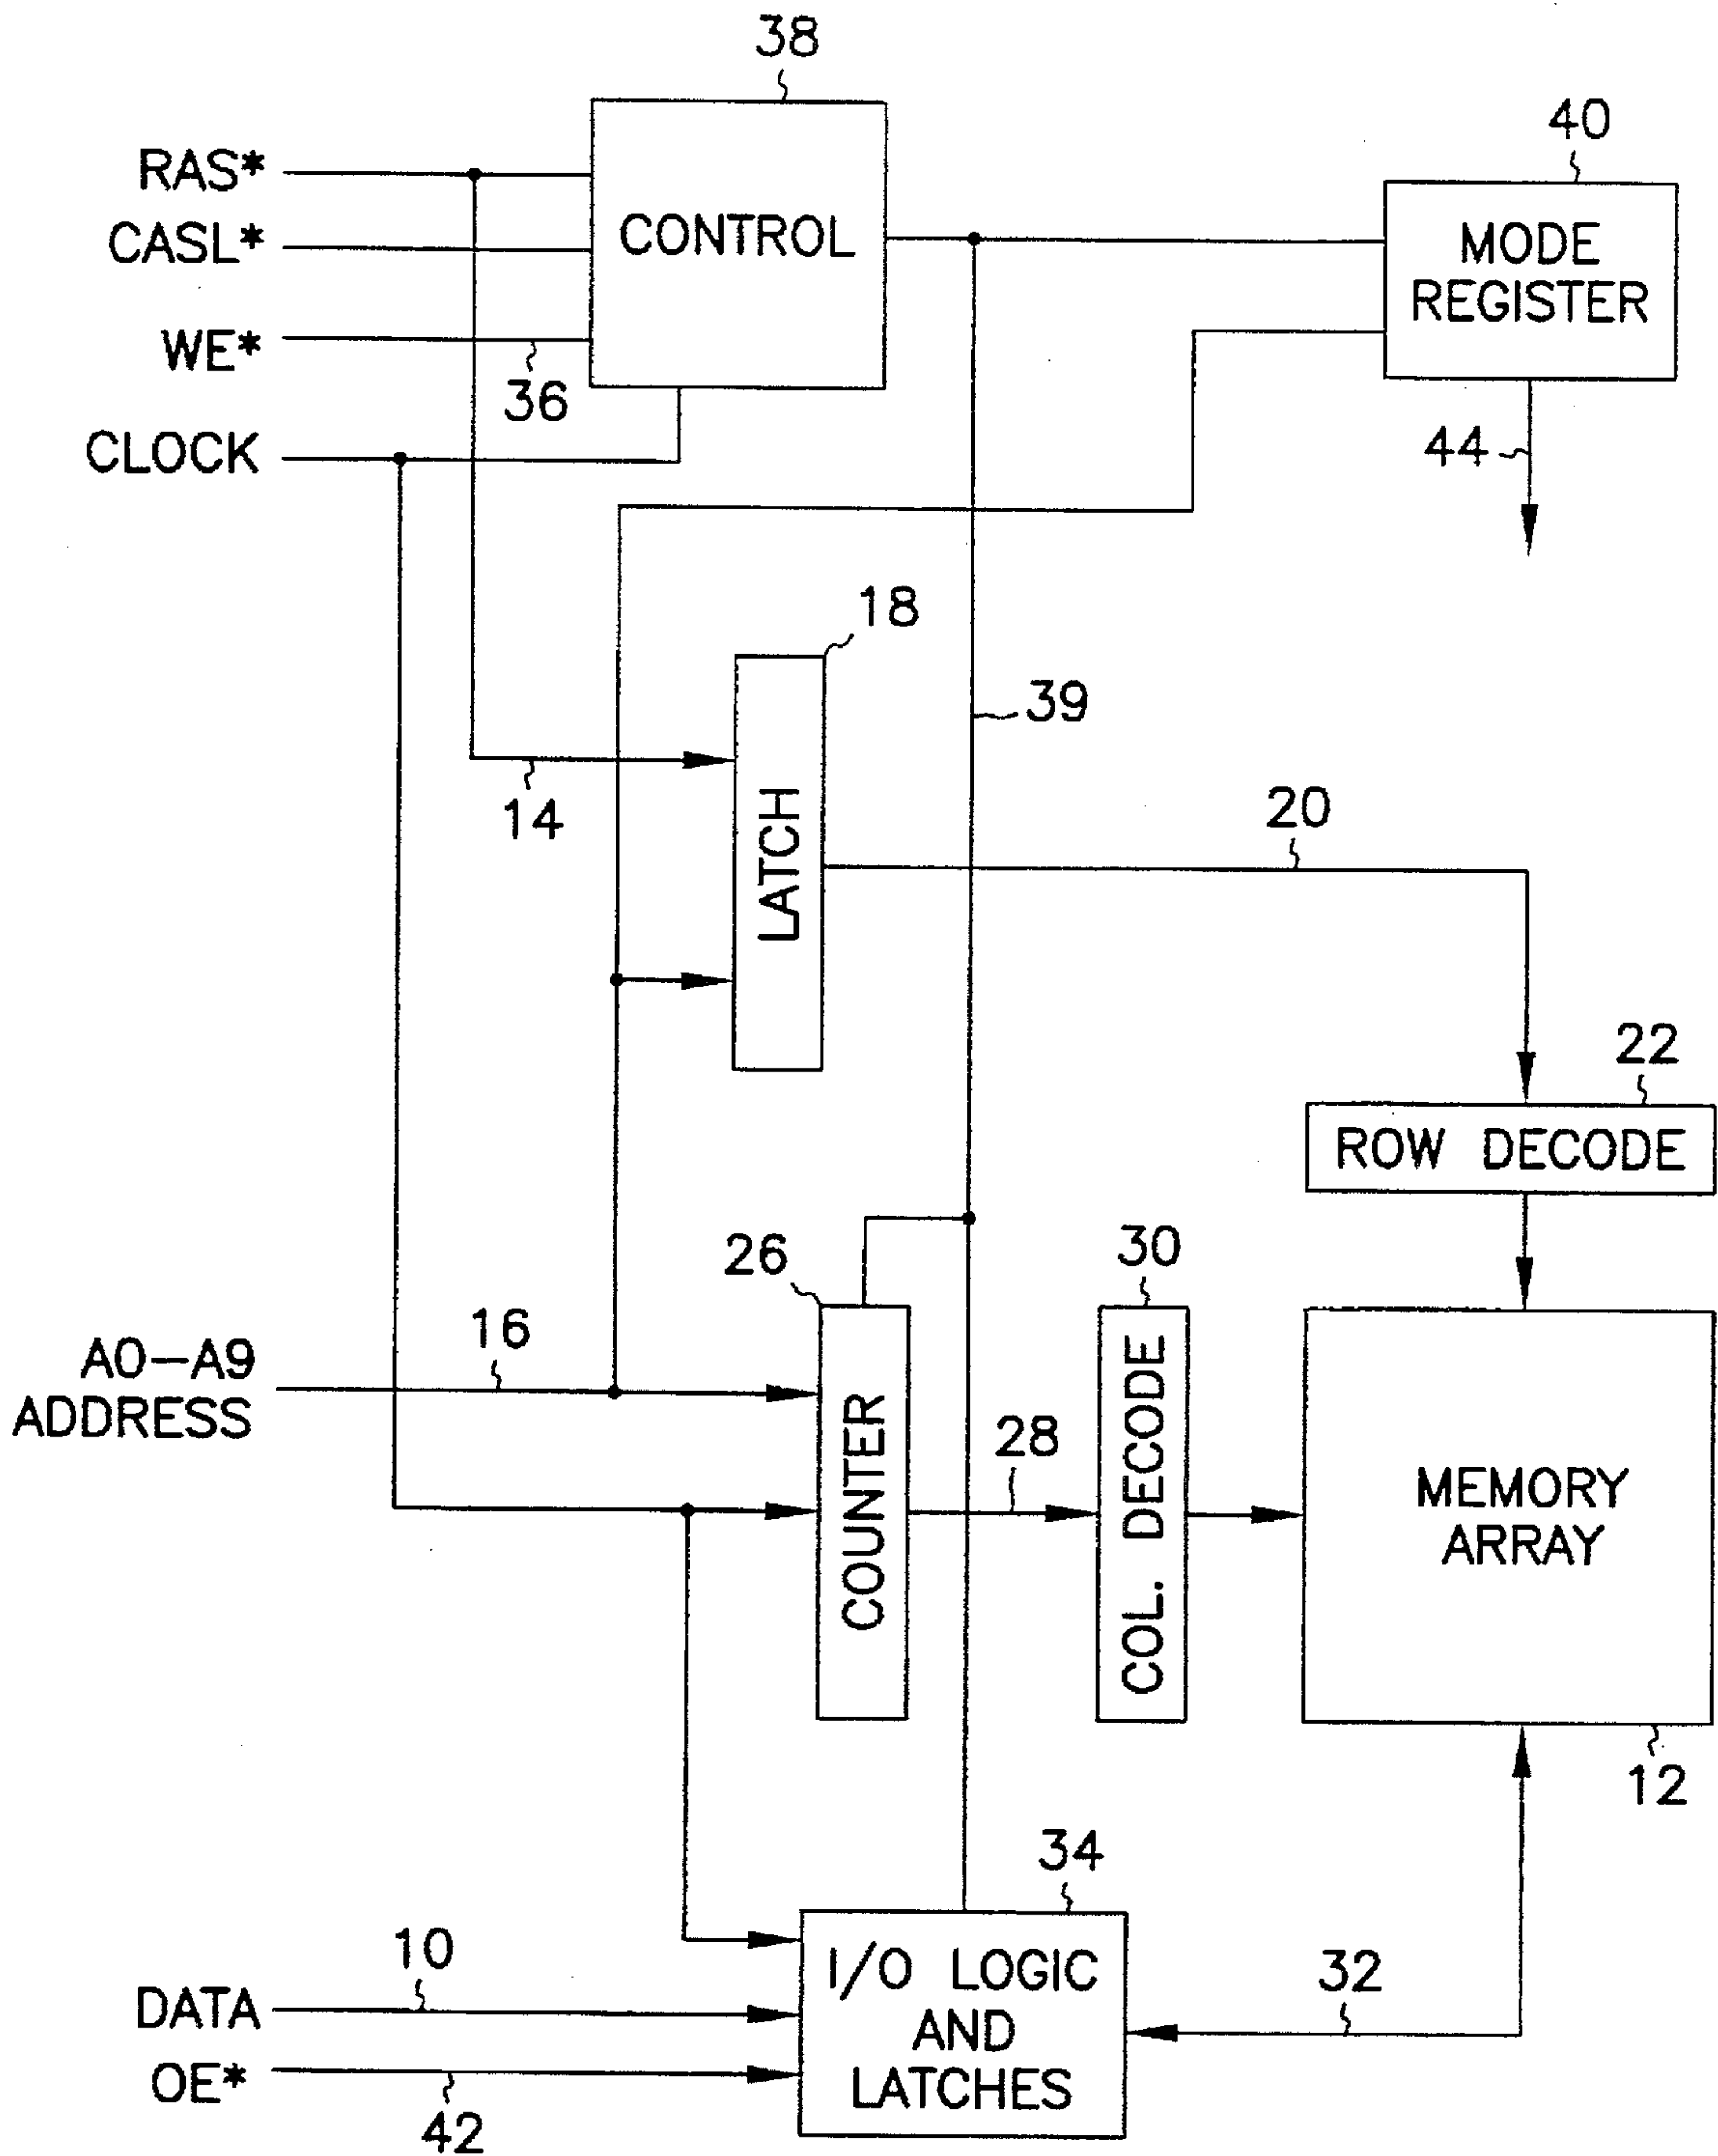 38
40
RAS*
CASL*
CONTROL
MODE
REGISTER
WE*
36
CLOCK
44
18
39
LATCH
14
20
22
ROW DECODE
26
30
16
A0-A9
ADDRESS
COUNTER
28
COL. DECODE
MEMORY
ARRAY
12
34
10
I/O LOGIC
AND
LATCHES
32
DATA
OE*
42